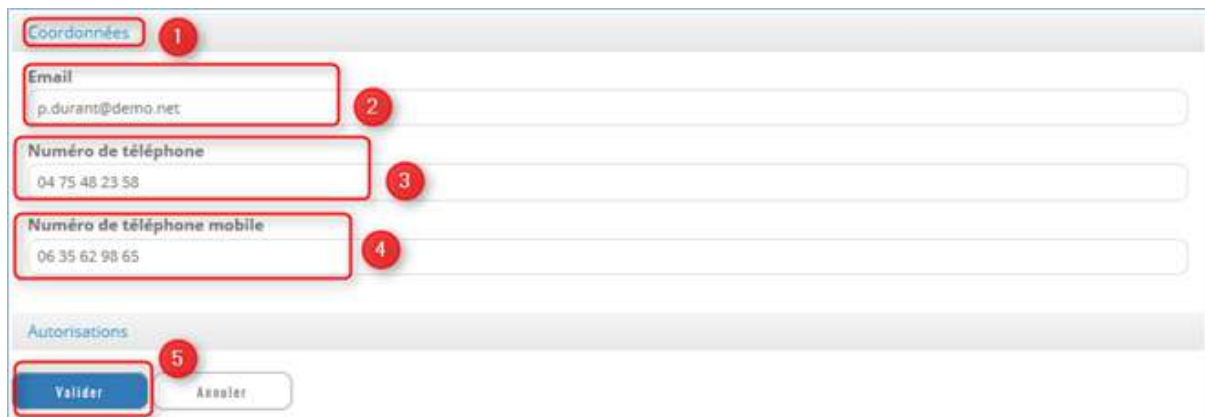 Coordonnées 1
Email
p.durant@demo.net 2
Numéro de téléphone
04 75 48 23 58 3
Numéro de téléphone mobile
06 35 62 98 65 4
Autorisations
5
Valider Annuler